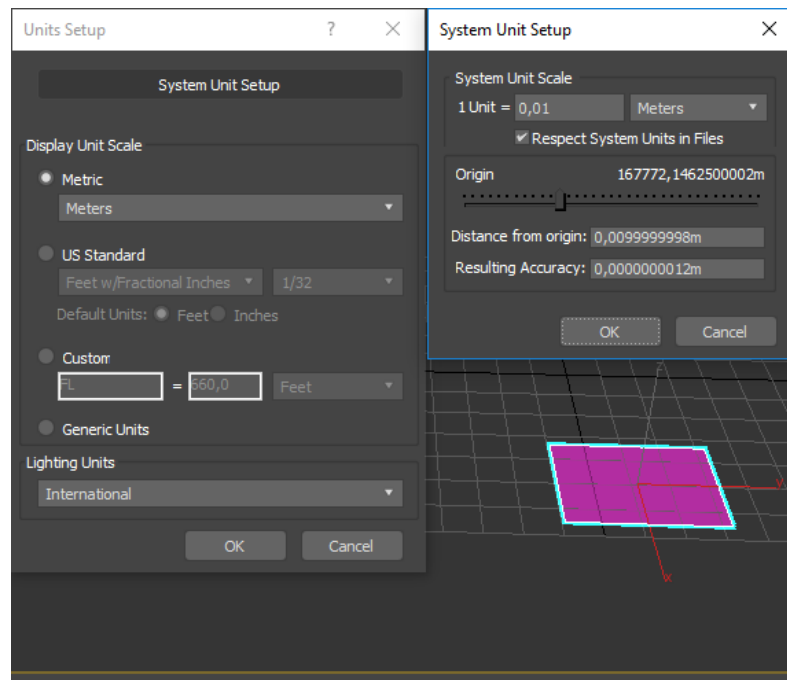 Units Setup
?
System Unit Setup
Display Unit Scale
Metric
Meters
US Standard
Feet w/Fractional Inches
1/32
Default Units:
Feet
Inches
Custom
FL
=
660,0
Feet
Generic Units
Lighting Units
International
OK
Cancel
System Unit Setup
System Unit Scale
1 Unit =
0,01
Meters
Respect System Units in Files
Origin
167772,1462500002m
Distance from origin:
0,0099999998m
Resulting Accuracy:
0,0000000012m
OK
Cancel
y
x